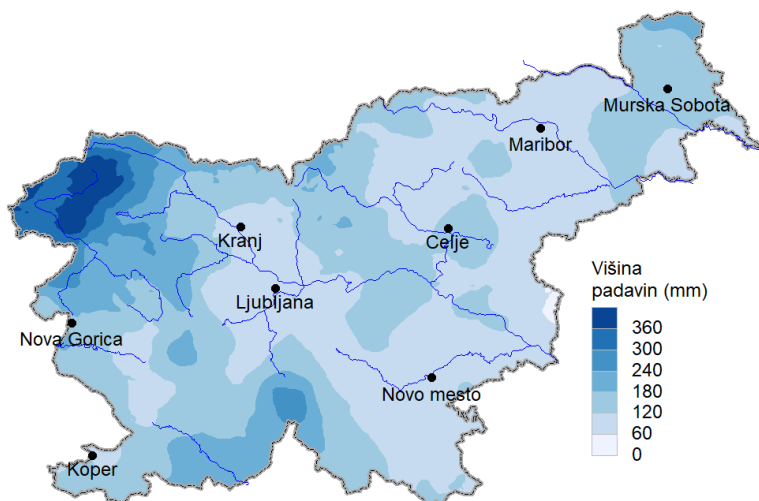 Murska Sobota
Maribor
Kranj
Celje
Ljubljana
Nova Gorica
Novo mesto
Koper
Višina
padavin (mm)
360
300
240
180
120
60
0